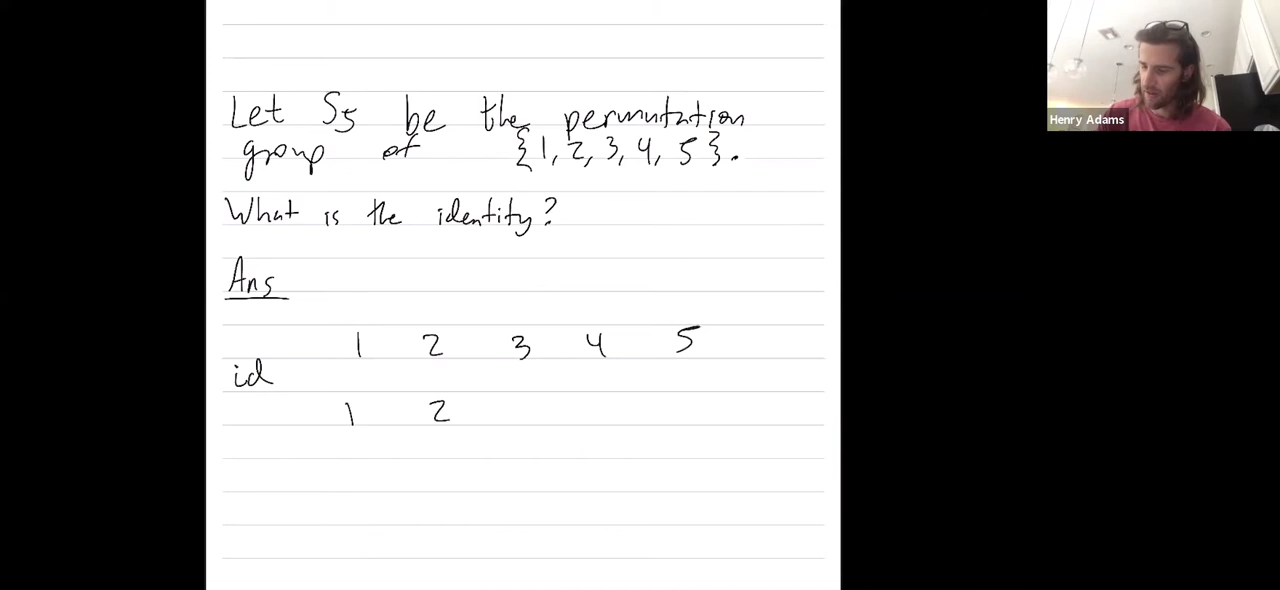 Let S5 be the permutation
group of {1, 2, 3, 4, 5}.
What is the identity?
Ans
1 2 3 4 5
id
1 2
Henry Adams